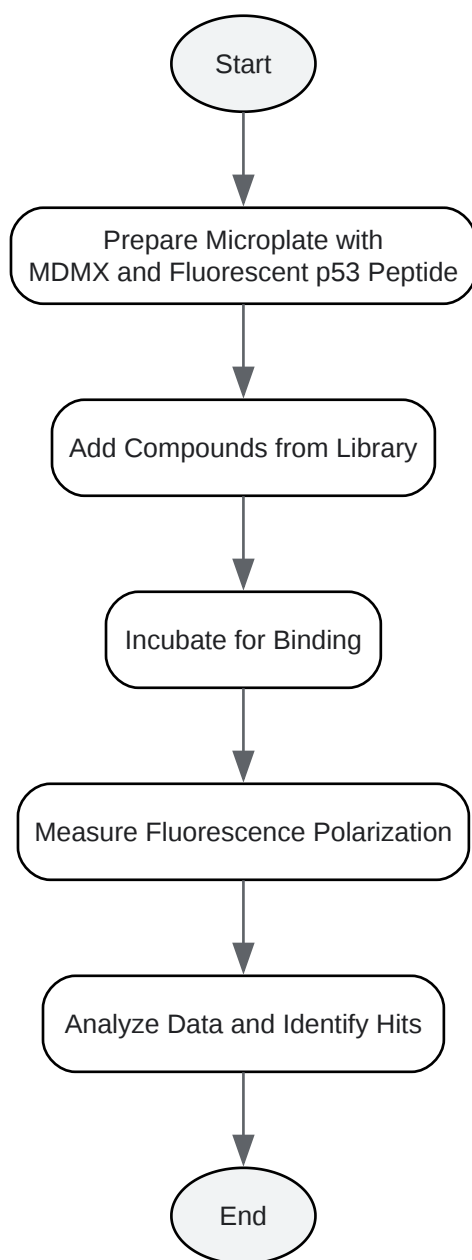 Start
Prepare Microplate with
MDMX and Fluorescent p53 Peptide
Add Compounds from Library
Incubate for Binding
Measure Fluorescence Polarization
Analyze Data and Identify Hits
End